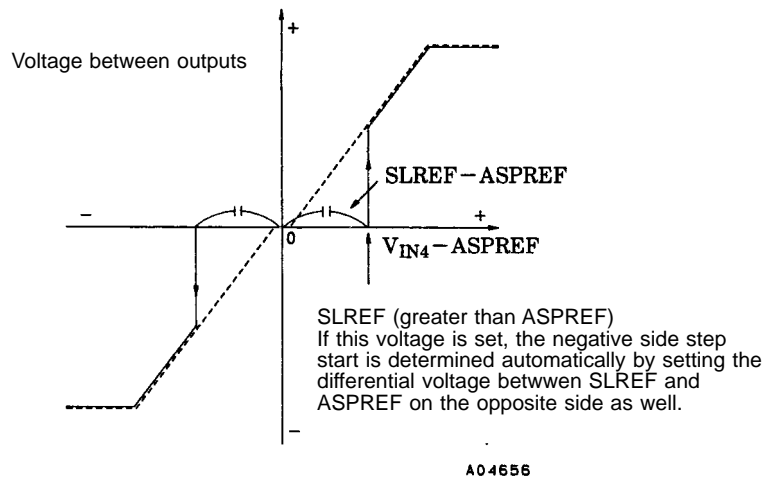 +
Voltage between outputs
SLREF−ASPREF
− +
0
V_IN4−ASPREF
SLREF (greater than ASPREF)
If this voltage is set, the negative side step
start is determined automatically by setting the
differential voltage betwwen SLREF and
ASPREF on the opposite side as well.
−
A04656